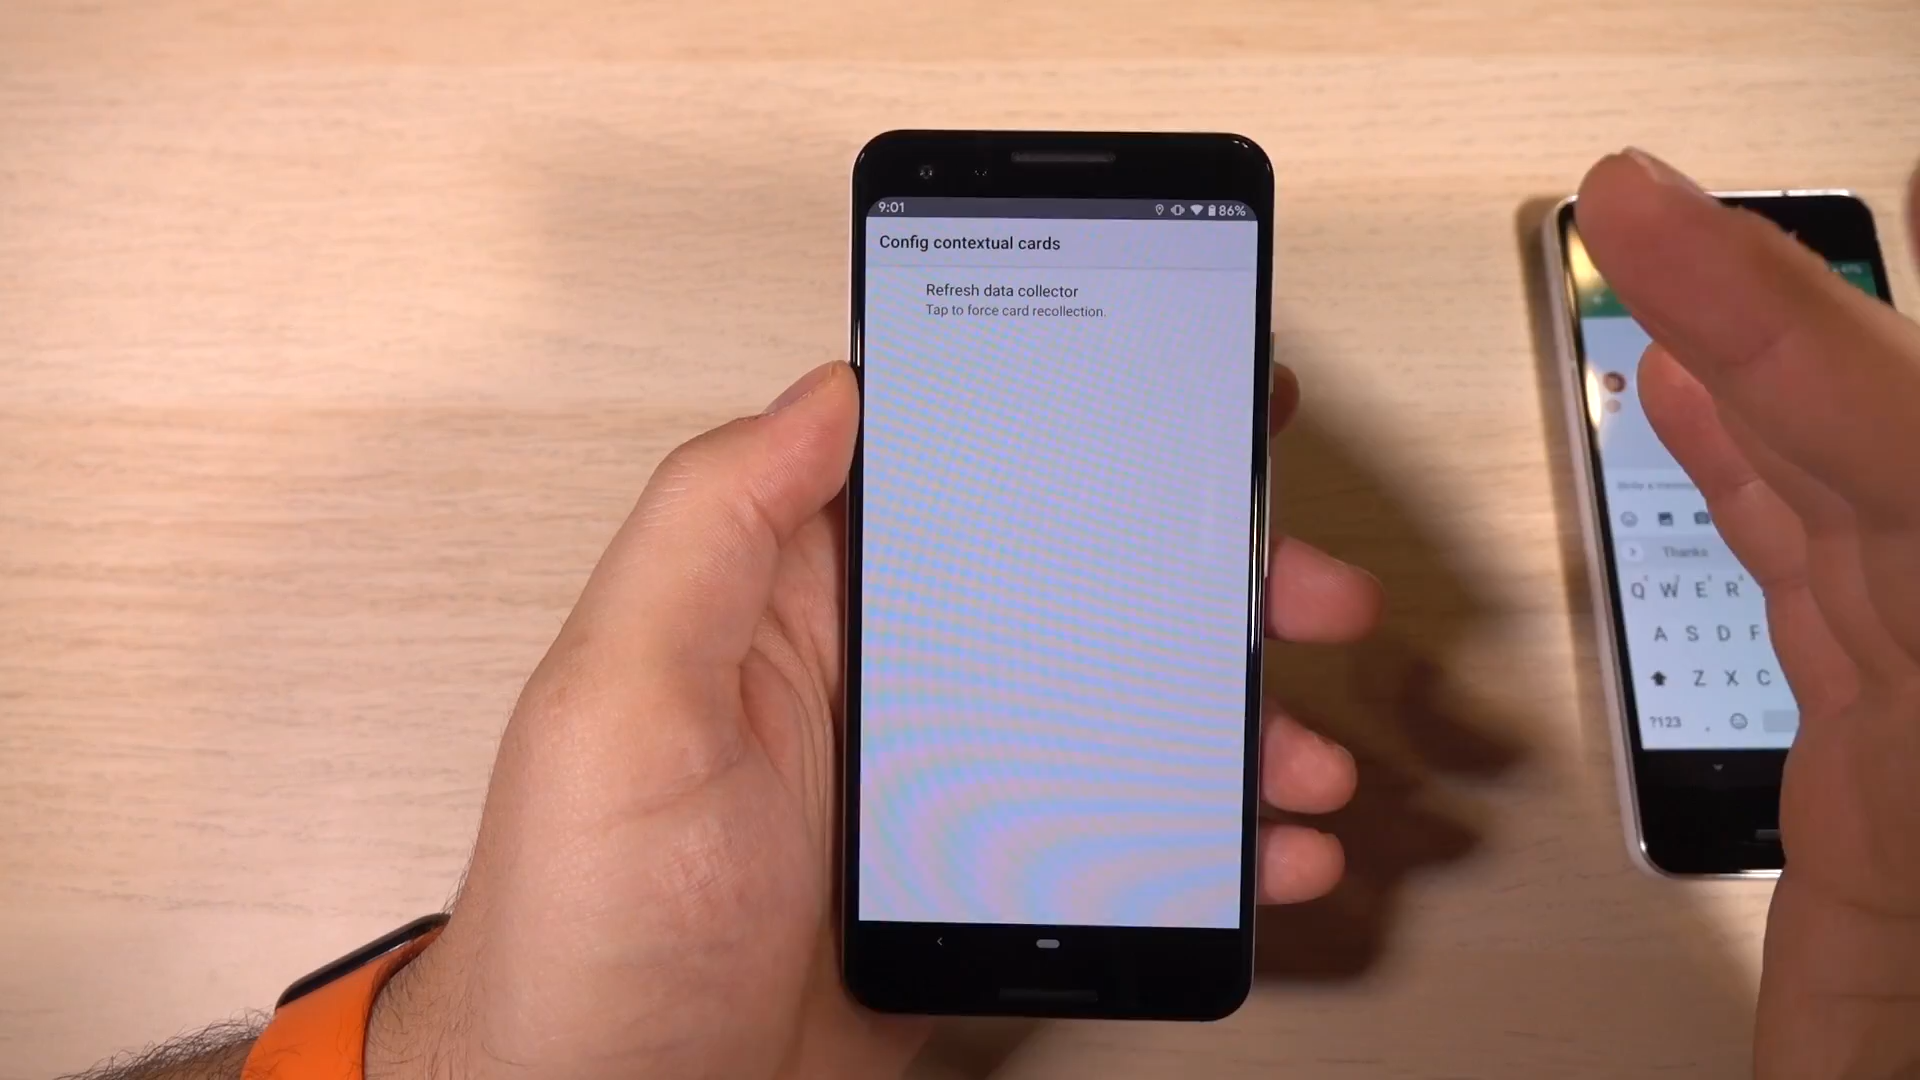 9:01
86%
Config contextual cards
Refresh data collector
Tap to force card recollection.
Thanks
Q W E R
A S D F
Z X C
?123 ,